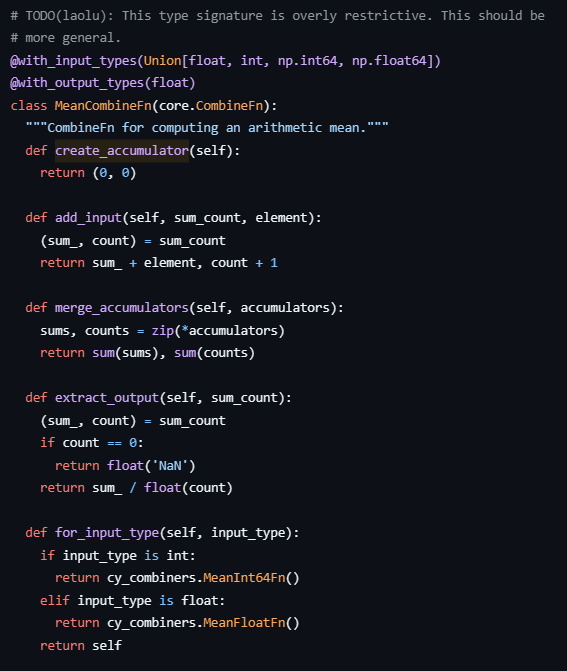 # TODO(laolu): This type signature is overly restrictive. This should be
# more general.
@with_input_types(Union[float, int, np.int64, np.float64])
@with_output_types(float)
class MeanCombineFn(core.CombineFn):
  """CombineFn for computing an arithmetic mean."""
  def create_accumulator(self):
    return (0, 0)

  def add_input(self, sum_count, element):
    (sum_, count) = sum_count
    return sum_ + element, count + 1

  def merge_accumulators(self, accumulators):
    sums, counts = zip(*accumulators)
    return sum(sums), sum(counts)

  def extract_output(self, sum_count):
    (sum_, count) = sum_count
    if count == 0:
      return float('NaN')
    return sum_ / float(count)

  def for_input_type(self, input_type):
    if input_type is int:
      return cy_combiners.MeanInt64Fn()
    elif input_type is float:
      return cy_combiners.MeanFloatFn()
    return self